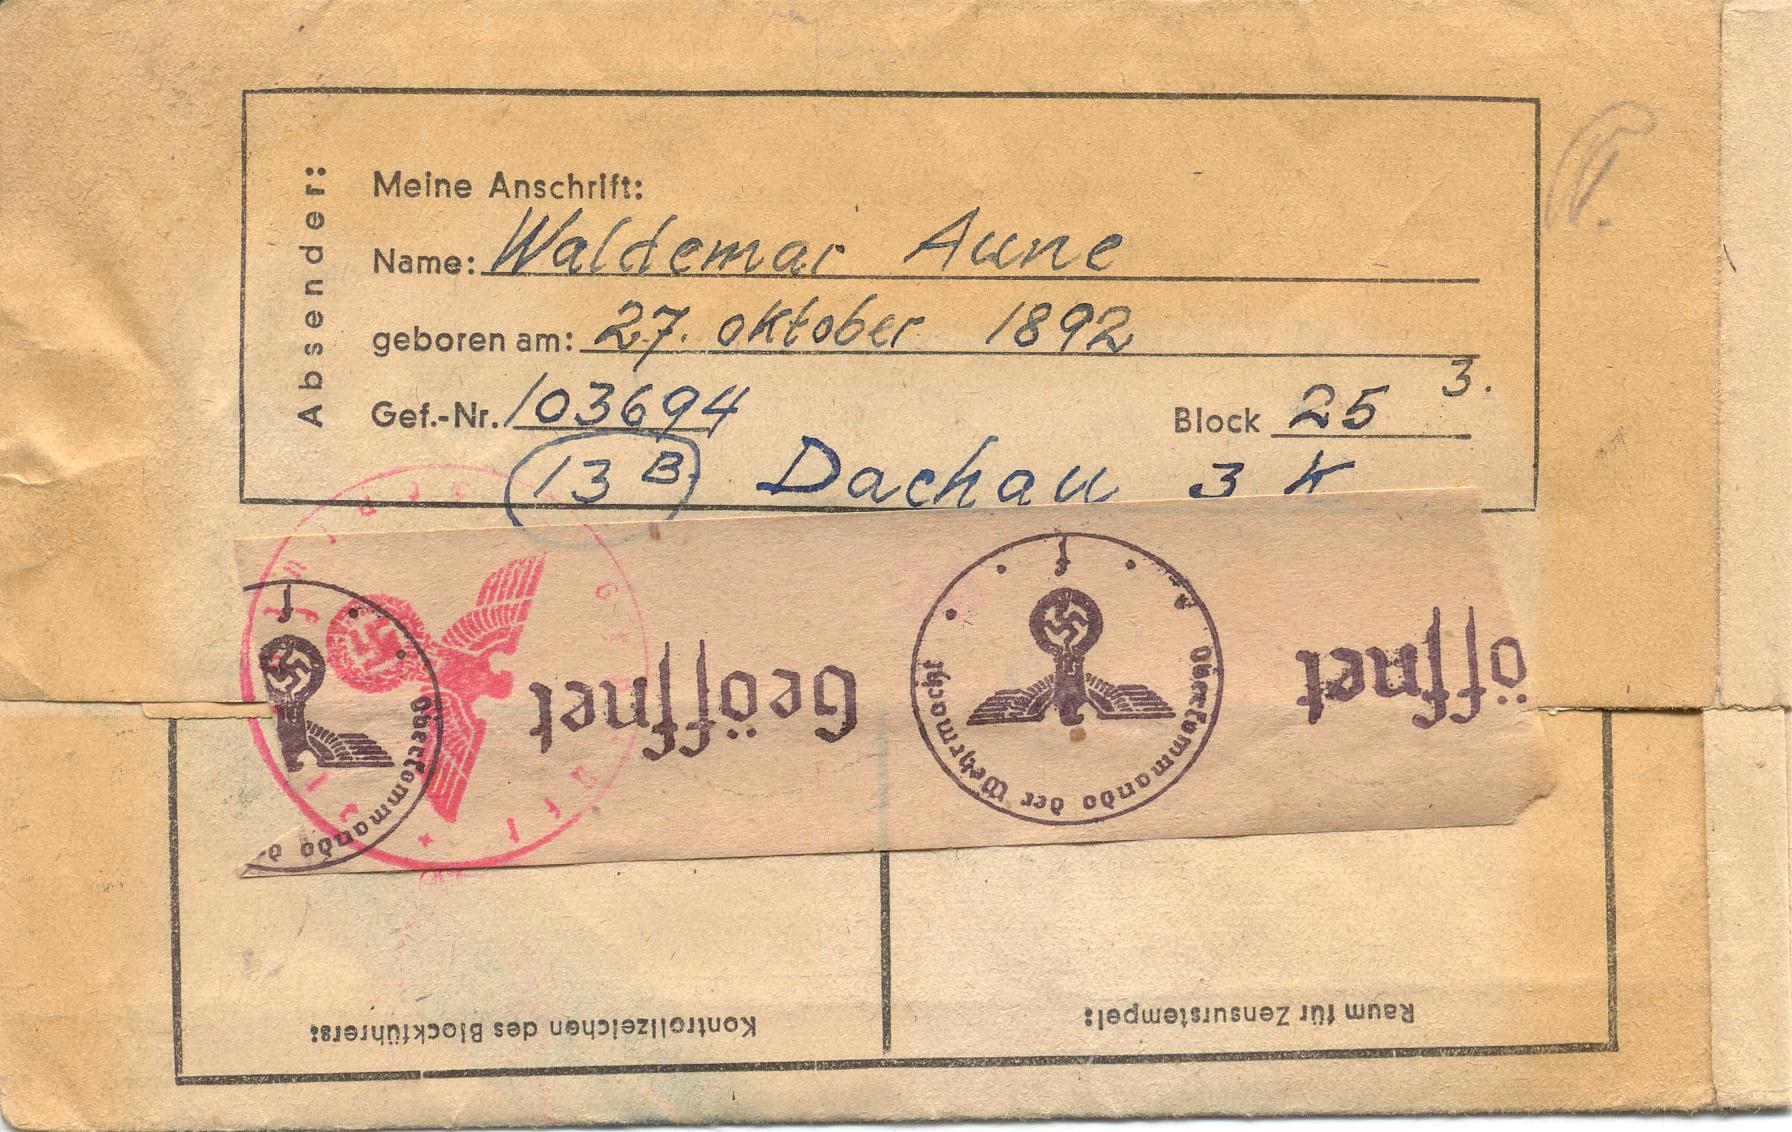 Absender:
Meine Anschrift:
Name: Waldemar Aune
geboren am: 27. oktober 1892
Gef.-Nr. 103694 Block 25 3.
13 B Dachau 3 K
Geöffnet
öffnet
f
f
Oberkommando der Wehrmacht
Oberkommando d
Kontrollzeichen des Blockführers:
Raum für Zensurstempel: